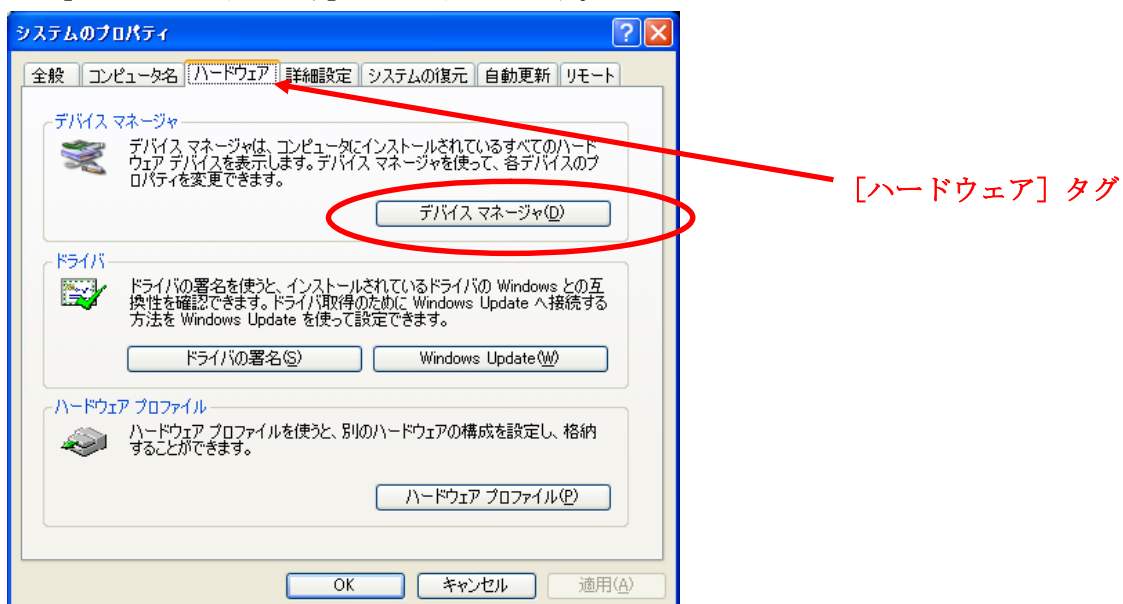 システムのプロパティ
全般 コンピュータ名 ハードウェア 詳細設定 システムの復元 自動更新 リモート
デバイス マネージャ
デバイス マネージャは、コンピュータにインストールされているすべてのハード
ウェア デバイスを表示します。デバイス マネージャを使って、各デバイスのプ
ロパティを変更できます。
[ハードウェア] タグ
デバイス マネージャ(D)
ドライバ
ドライバの署名を使うと、インストールされているドライバの Windows との互
換性を確認できます。ドライバ取得のために Windows Update へ接続する
方法を Windows Update を使って設定できます。
ドライバの署名(S) Windows Update(W)
ハードウェア プロファイル
ハードウェア プロファイルを使うと、別のハードウェアの構成を設定し、格納
することができます。
ハードウェア プロファイル(P)
OK キャンセル 適用(A)